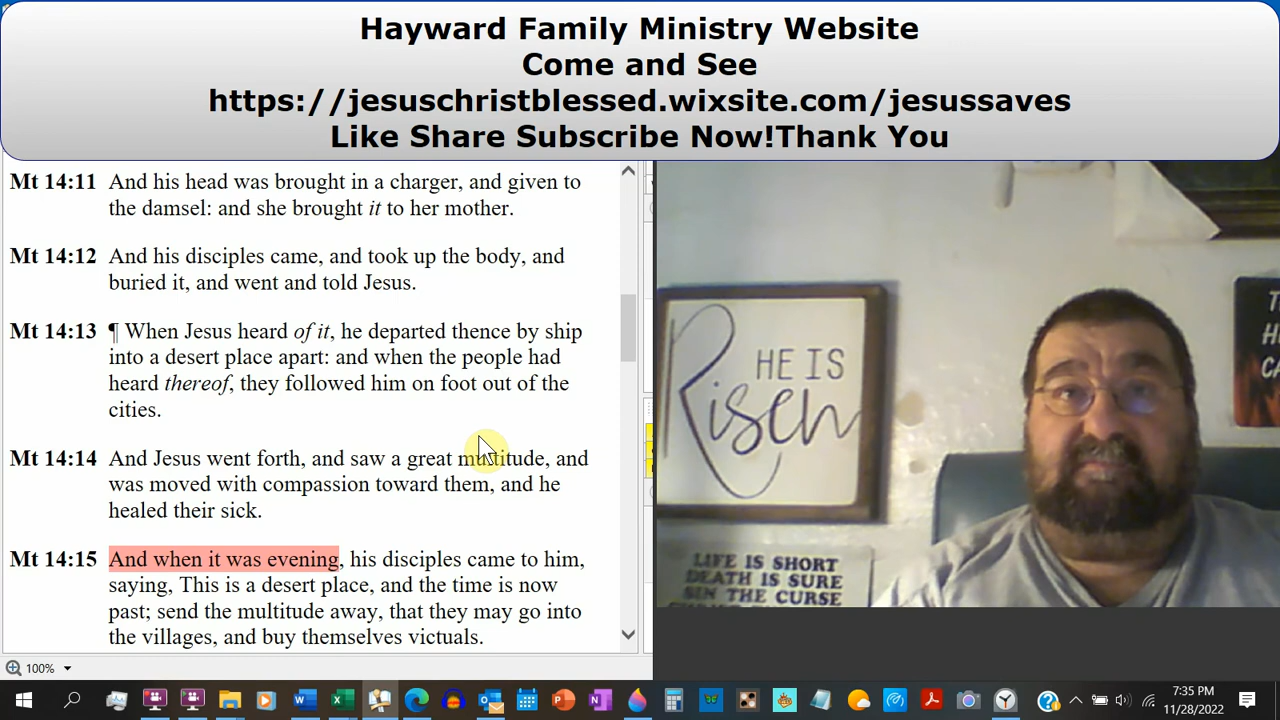 Hayward Family Ministry Website
Come and See
https://jesuschristblessed.wixsite.com/jesussaves
Like Share Subscribe Now!Thank You
Mt 14:11 And his head was brought in a charger, and given to
the damsel: and she brought it to her mother.
Mt 14:12 And his disciples came, and took up the body, and
buried it, and went and told Jesus.
Mt 14:13 ¶ When Jesus heard of it, he departed thence by ship
into a desert place apart: and when the people had
heard thereof, they followed him on foot out of the
cities.
Mt 14:14 And Jesus went forth, and saw a great multitude, and
was moved with compassion toward them, and he
healed their sick.
Mt 14:15 And when it was evening, his disciples came to him,
saying, This is a desert place, and the time is now
past; send the multitude away, that they may go into
the villages, and buy themselves victuals.
HE IS
Risen
LIFE IS SHORT
DEATH IS SURE
SIN THE CURSE
100%
7:35 PM
11/28/2022